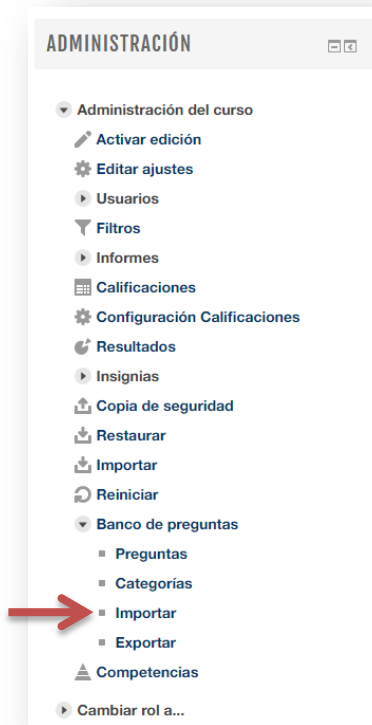 ADMINISTRACIÓN
Administración del curso
Activar edición
Editar ajustes
Usuarios
Filtros
Informes
Calificaciones
Configuración Calificaciones
Resultados
Insignias
Copia de seguridad
Restaurar
Importar
Reiniciar
Banco de preguntas
Preguntas
Categorías
Importar
Exportar
Competencias
Cambiar rol a...